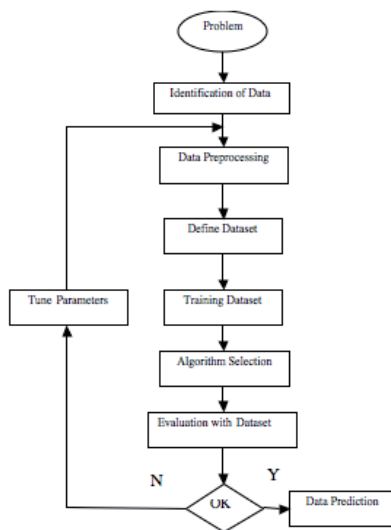 Problem
Identification of Data
Data Preprocessing
Define Dataset
Tune Parameters
Training Dataset
Algorithm Selection
Evaluation with Dataset
N
Y
OK
Data Prediction